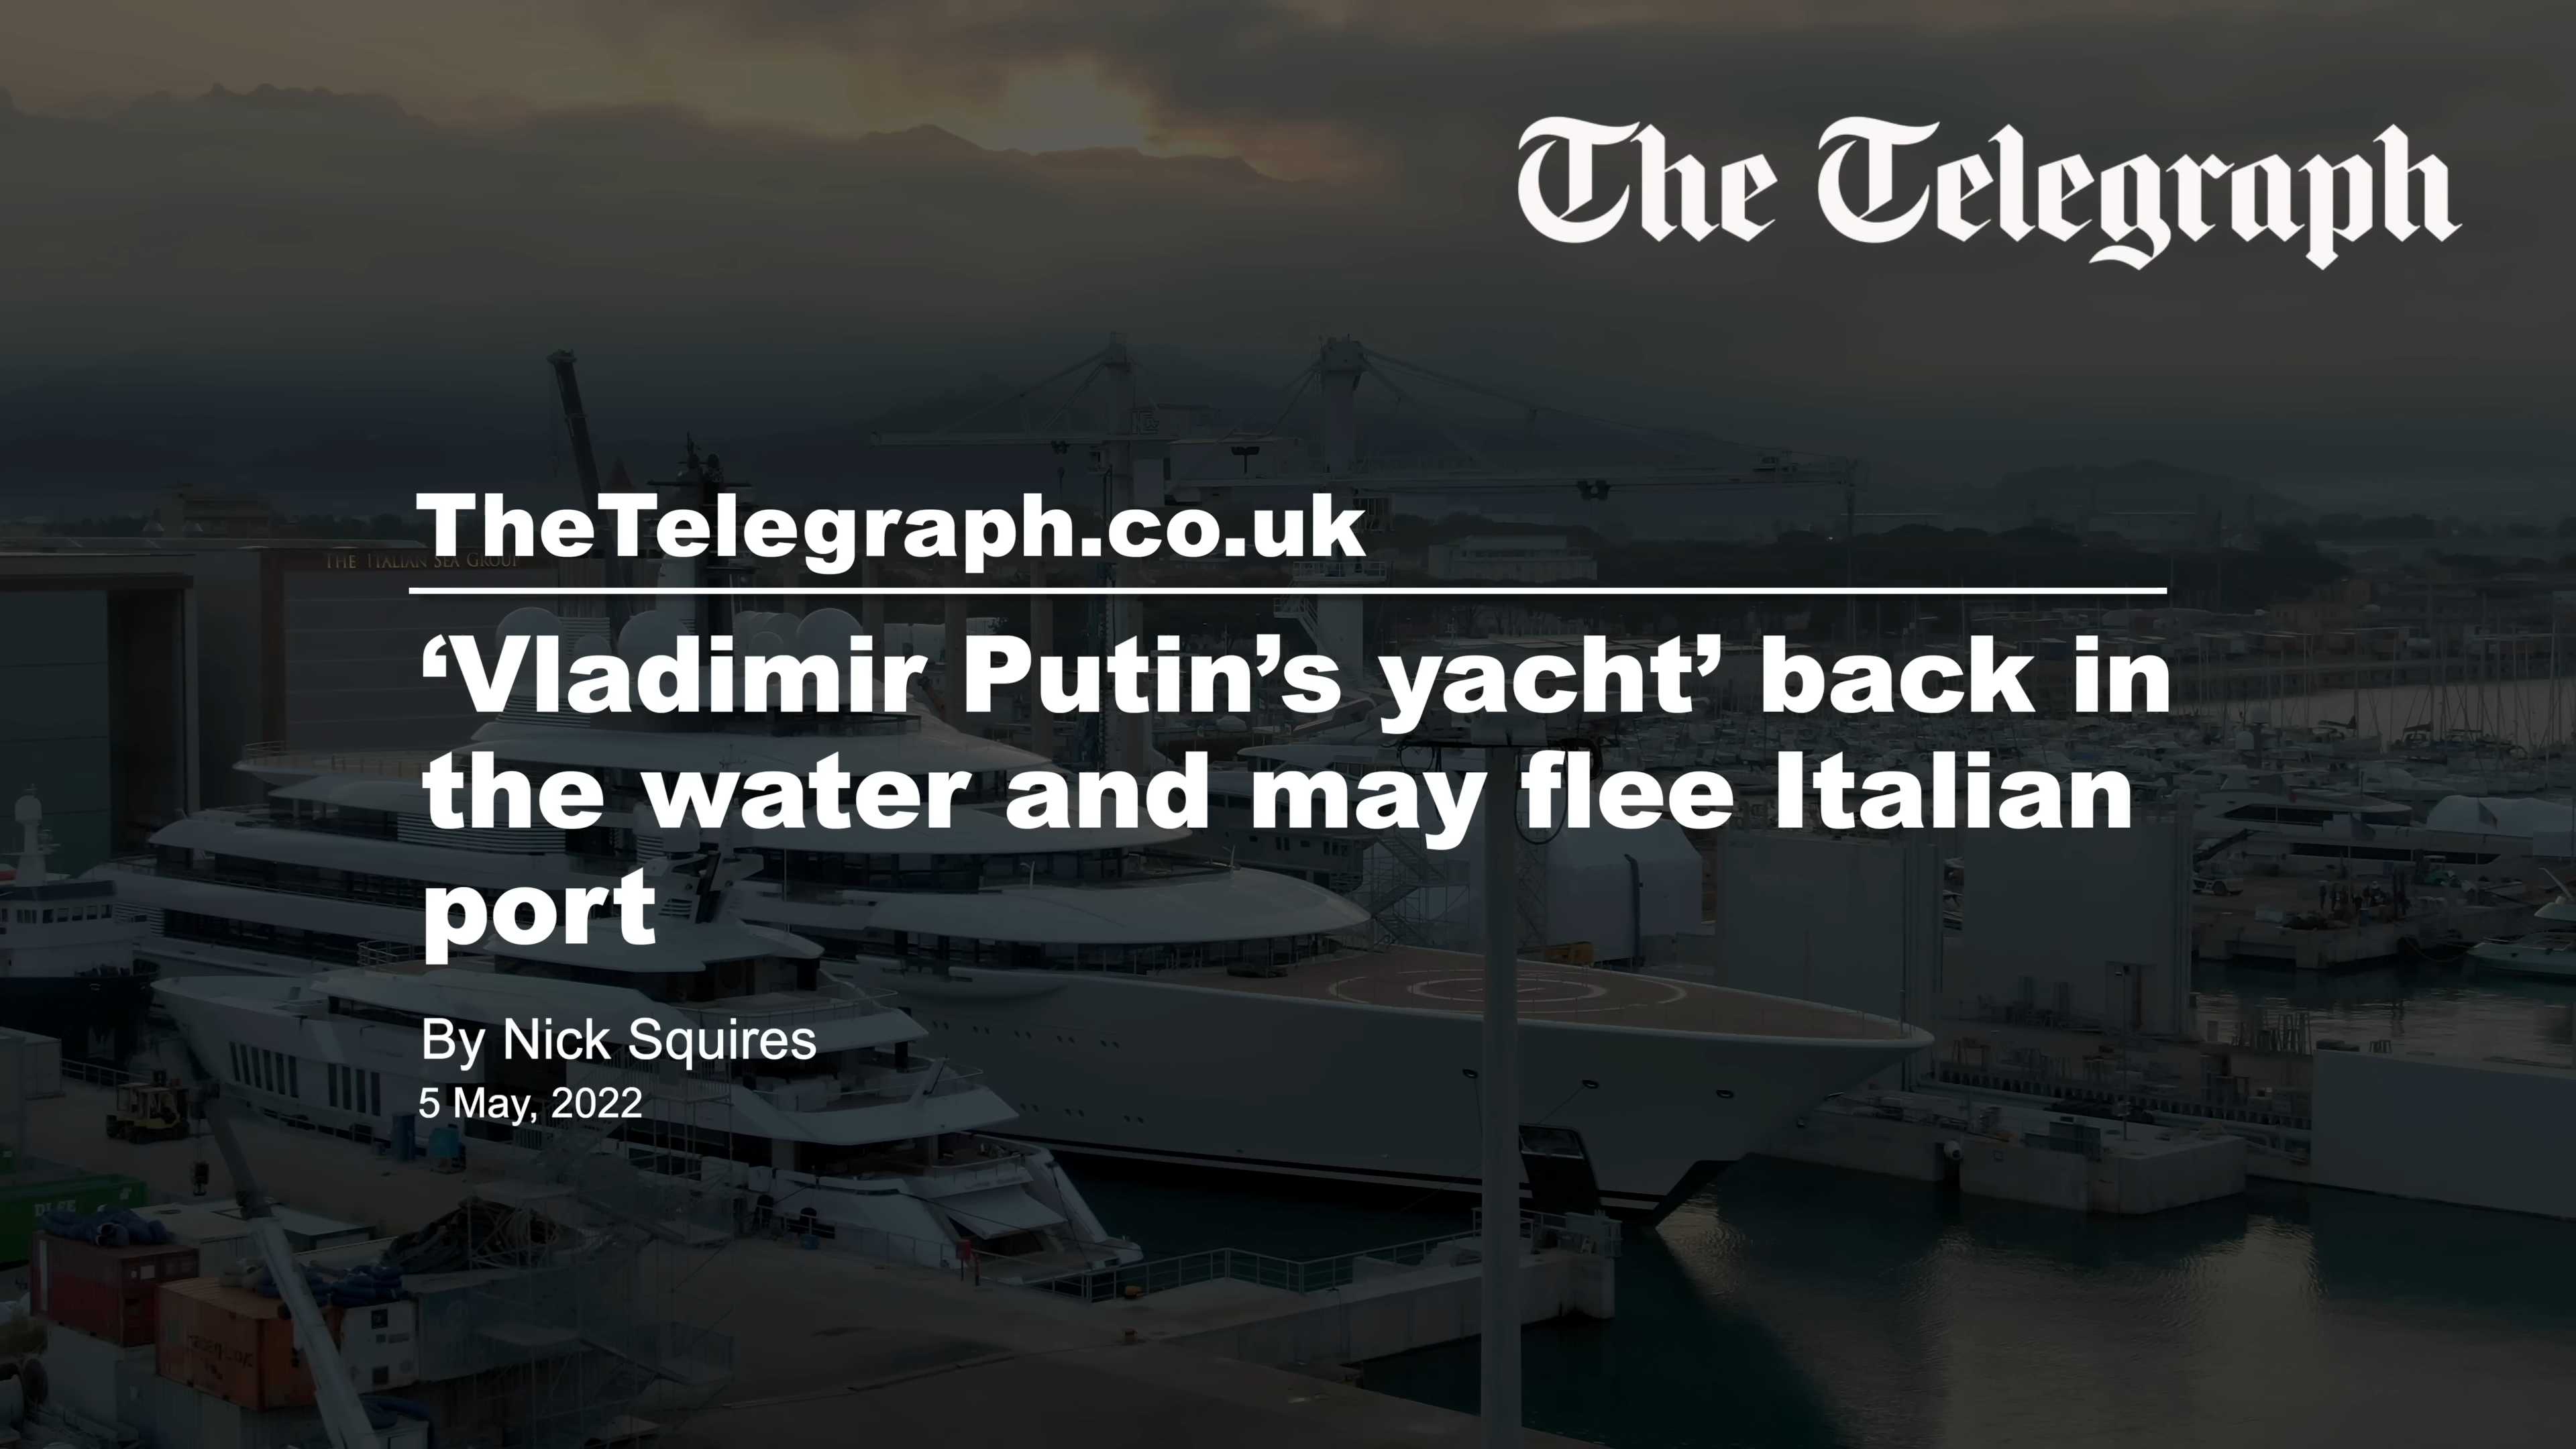 The Telegraph
TheTelegraph.co.uk
THE ITALIAN SEA GROUP
‘Vladimir Putin’s yacht’ back in
the water and may flee Italian
port
By Nick Squires
5 May, 2022